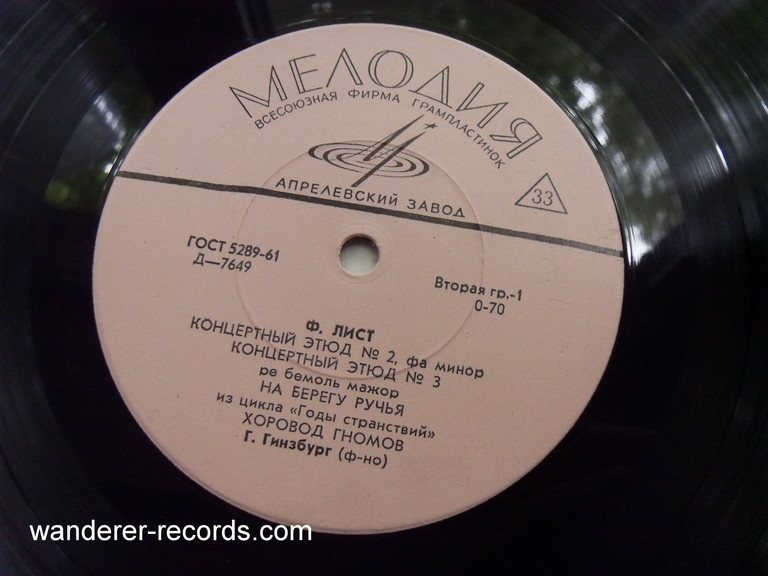 МЕЛОДИЯ
ВСЕСОЮЗНАЯ ФИРМА ГРАМПЛАСТИНОК
АПРЕЛЕВСКИЙ ЗАВОД
33
ГОСТ 5289-61
Д—7649
Вторая гр.-1
0-70
Ф. ЛИСТ
КОНЦЕРТНЫЙ ЭТЮД № 2, фа минор
КОНЦЕРТНЫЙ ЭТЮД № 3
ре бемоль мажор
НА БЕРЕГУ РУЧЬЯ
из цикла «Годы странствий»
ХОРОВОД ГНОМОВ
Г. Гинзбург (ф-но)
wanderer-records.com